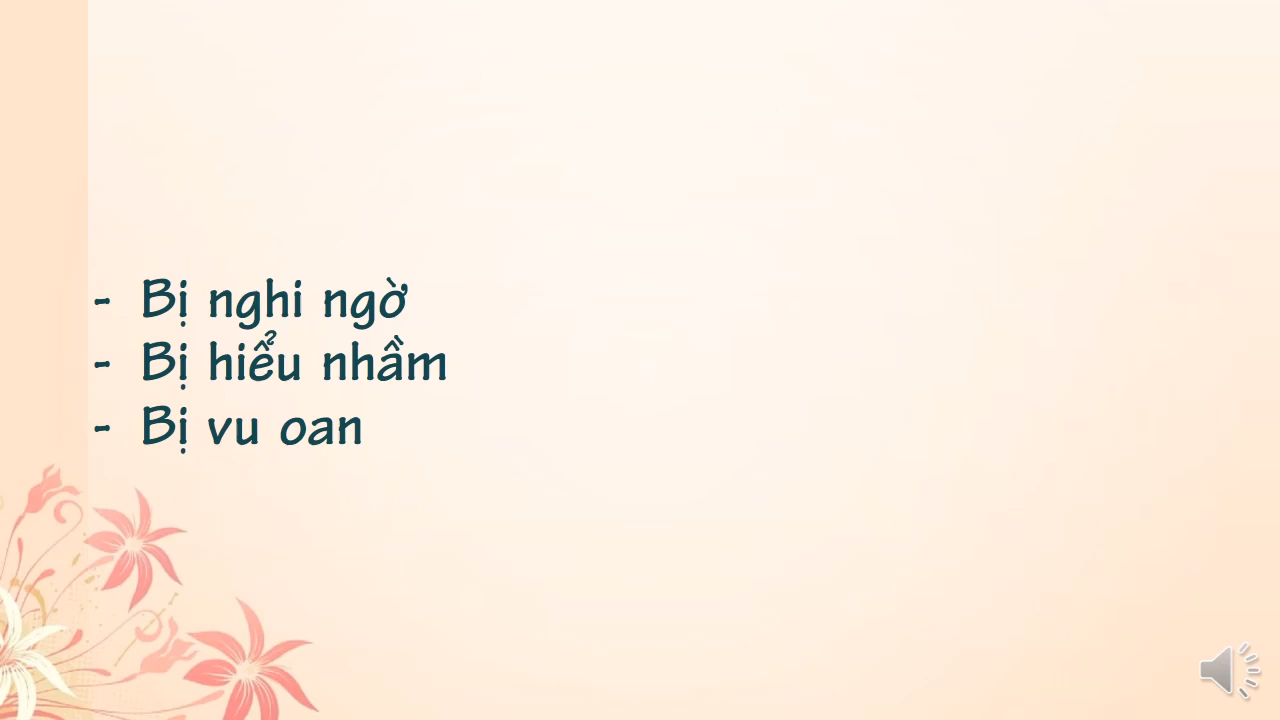 - Bị nghi ngờ
- Bị hiểu nhầm
- Bị vu oan